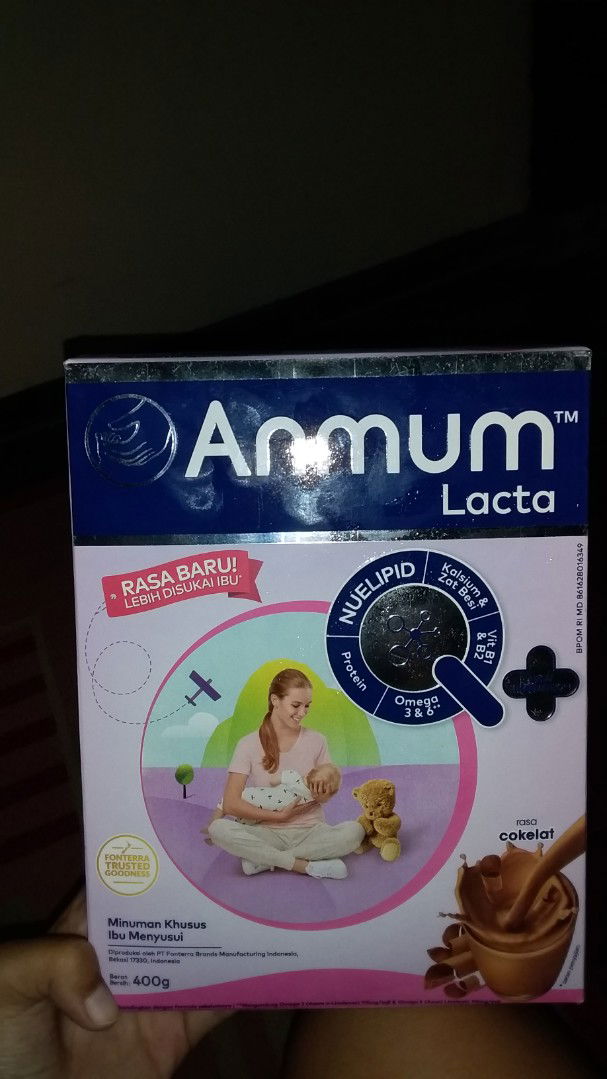 Anmum™
Lacta
RASA BARU!
LEBIH DISUKAI IBU*
NUELIPID
Kalsium &
Zat Besi
Vit B1
& B2
Omega
3 & 6**
Protein
BPOM RI MD 861628016349
rasa
cokelat
FONTERRA
TRUSTED
GOODNESS
Minuman Khusus
Ibu Menyusui
Diproduksi oleh PT Fonterra Brands Manufacturing Indonesia,
Bekasi 17530, Indonesia
Berat
Bersih: 400g